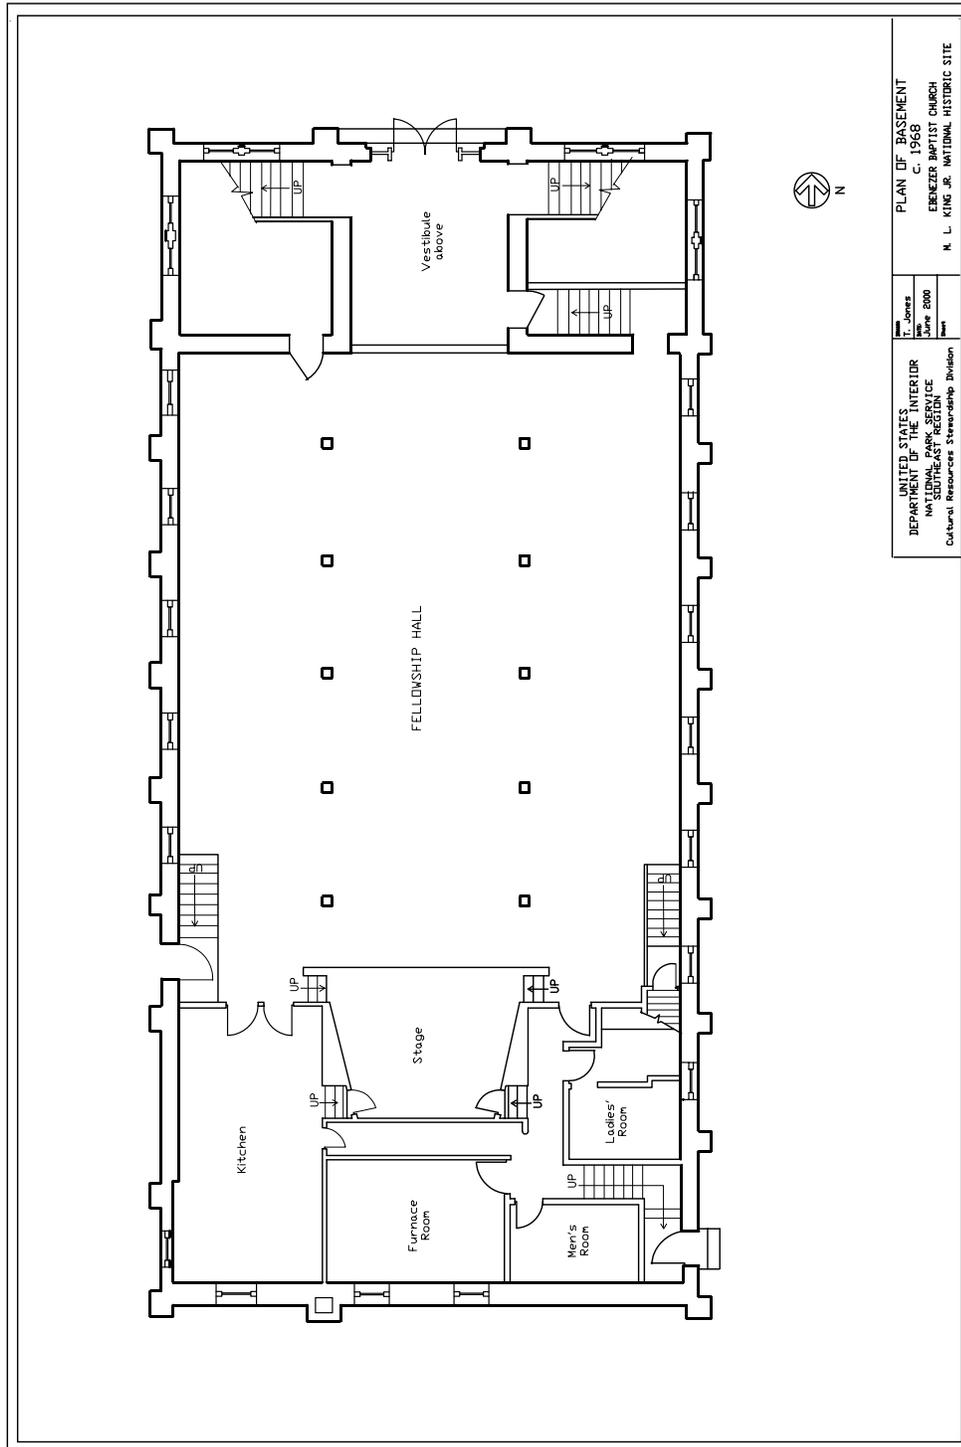 PLAN OF BASEMENT
C. 1968
EBENEZER BAPTIST CHURCH
M. L. KING JR. NATIONAL HISTORIC SITE
T. Jones
June 2000
UNITED STATES
DEPARTMENT OF THE INTERIOR
NATIONAL PARK SERVICE
SOUTHEAST REGION
Cultural Resources Stewardship Division
N
UP
UP
Vestibule
above
UP
FELLOWSHIP HALL
UP
UP
UP
UP
Stage
UP
UP
Kitchen
Ladies'
Room
UP
Furnace
Room
Men's
Room